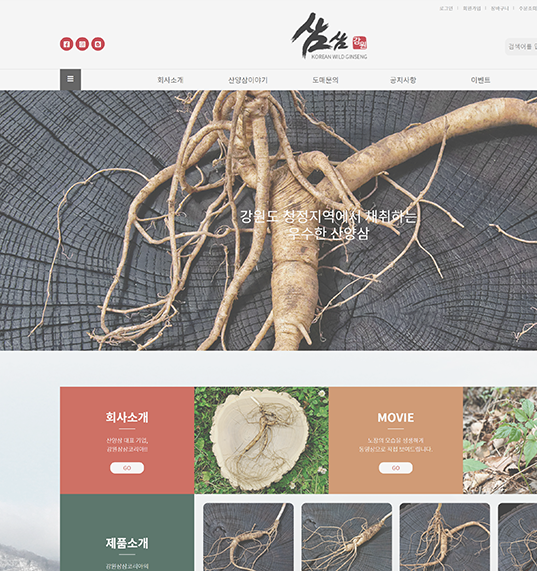 로그인 회원가입 장바구니 주문조회
삼삼 강원
KOREAN WILD GINSENG
검색어를
회사소개 산양삼이야기 도매문의 공지사항 이벤트
강원도 청정지역에서 채취하는
우수한 산양삼
회사소개
산양삼 대표 기업,
강원삼삼코리아!!
GO
MOVIE
노장의 모습을 생생하게
동영상으로 직접 보여드립니다.
GO
제품소개
강원삼삼코리아의